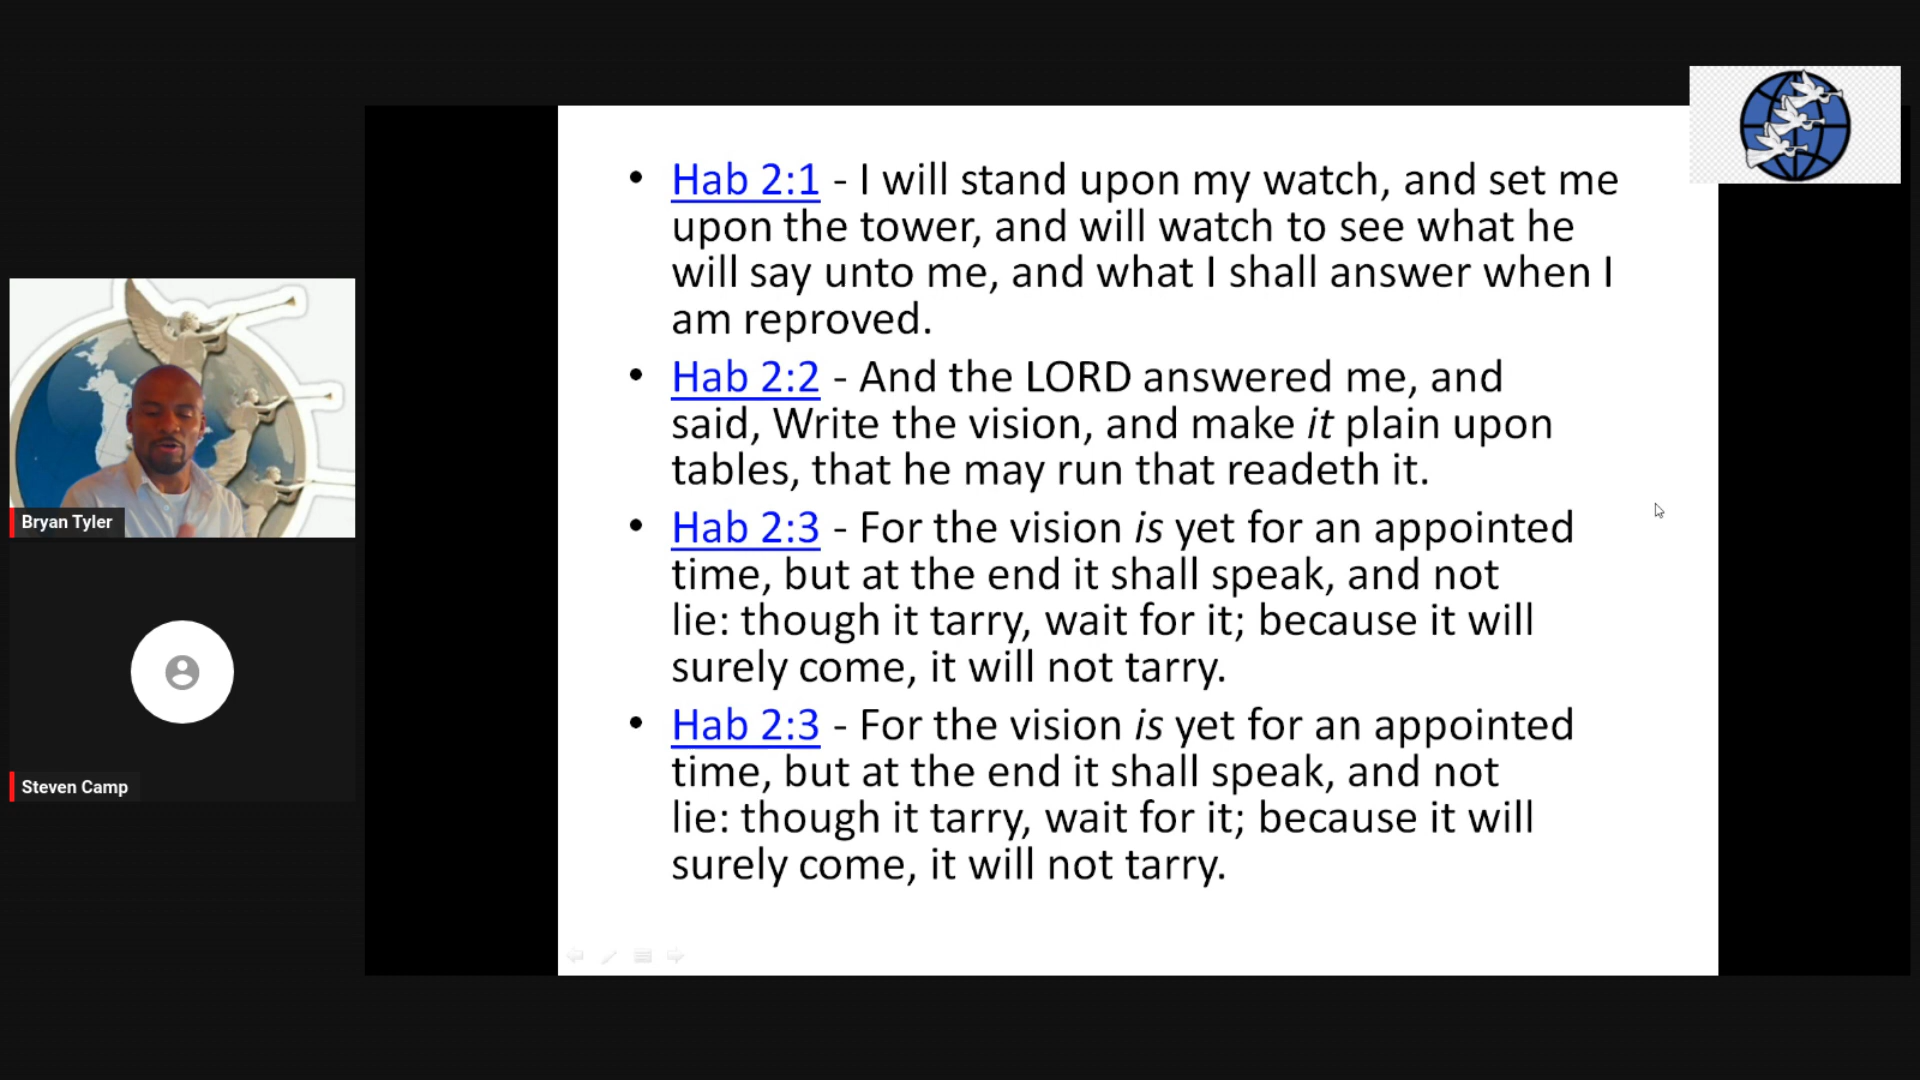 • Hab 2:1 - I will stand upon my watch, and set me
upon the tower, and will watch to see what he
will say unto me, and what I shall answer when I
am reproved.
• Hab 2:2 - And the LORD answered me, and
said, Write the vision, and make it plain upon
tables, that he may run that readeth it.
• Hab 2:3 - For the vision is yet for an appointed
time, but at the end it shall speak, and not
lie: though it tarry, wait for it; because it will
surely come, it will not tarry.
• Hab 2:3 - For the vision is yet for an appointed
time, but at the end it shall speak, and not
lie: though it tarry, wait for it; because it will
surely come, it will not tarry.
Bryan Tyler
Steven Camp